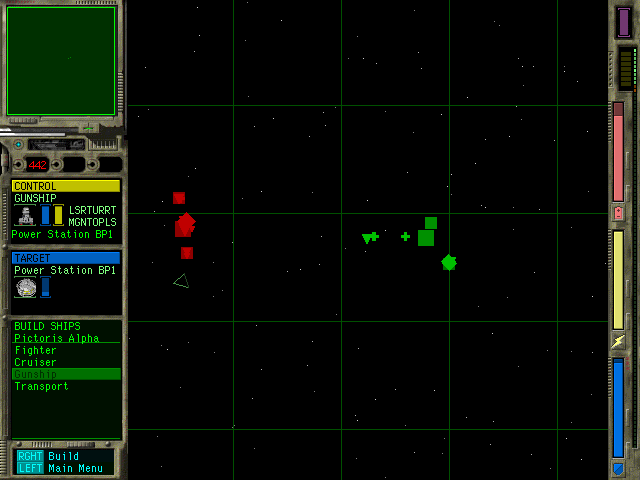 442
CONTROL
GUNSHIP
LSRTURRT
MGNTOPLS
Power Station BP1
TARGET
Power Station BP1
BUILD SHIPS
Pictoris Alpha
Fighter
Cruiser
Gunship
Transport
RGHT Build
LEFT Main Menu